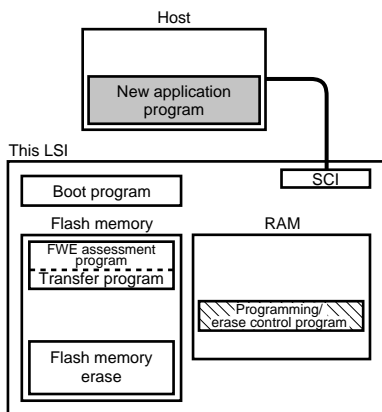 Host
New application
program
This LSI
SCI
Boot program
Flash memory
RAM
FWE assessment
program
Transfer program
Programming/
erase control program
Flash memory
erase